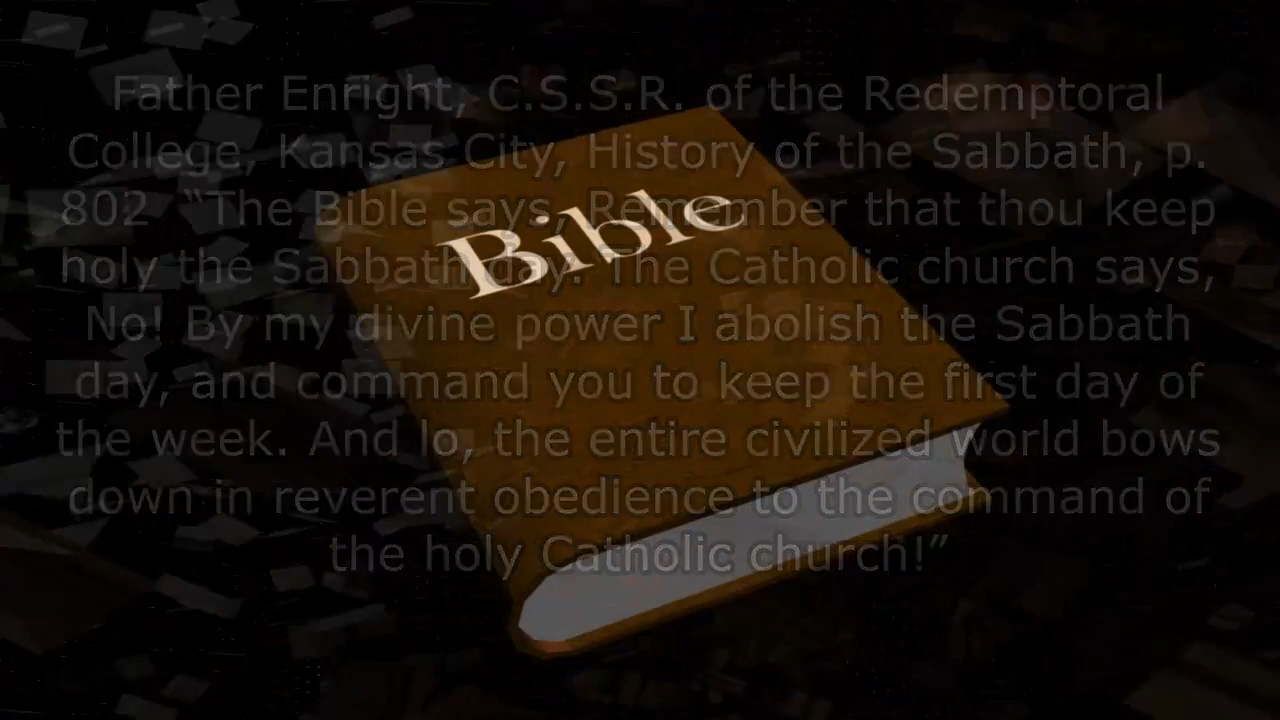 Father Enright, C.S.S.R. of the Redemptoral
College, Kansas City, History of the Sabbath, p.
802 "The Bible says, Remember that thou keep
holy the Sabbath day. The Catholic church says,
No! By my divine power I abolish the Sabbath
day, and command you to keep the first day of
the week. And lo, the entire civilized world bows
down in reverent obedience to the command of
the holy Catholic church!”
Bible